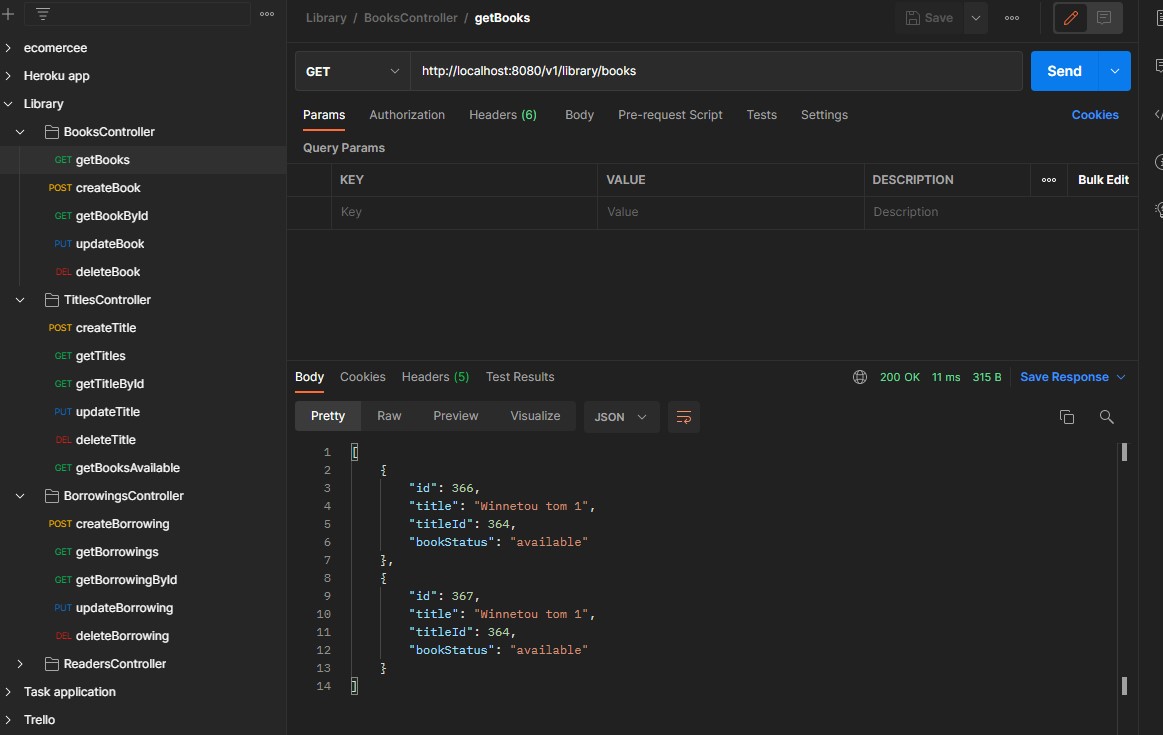 Library / BooksController / getBooks
Save
ecomercee
Heroku app
Library
BooksController
GET getBooks
POST createBook
GET getBookById
PUT updateBook
DEL deleteBook
TitlesController
POST createTitle
GET getTitles
GET getTitleById
PUT updateTitle
DEL deleteTitle
GET getBooksAvailable
BorrowingsController
POST createBorrowing
GET getBorrowings
GET getBorrowingById
PUT updateBorrowing
DEL deleteBorrowing
ReadersController
Task application
Trello
GET http://localhost:8080/v1/library/books Send
Params Authorization Headers (6) Body Pre-request Script Tests Settings Cookies
Query Params
KEY VALUE DESCRIPTION Bulk Edit
Key Value Description
Body Cookies Headers (5) Test Results 200 OK 11 ms 315 B Save Response
Pretty Raw Preview Visualize JSON
1 [
2 {
3 "id": 366,
4 "title": "Winnetou tom 1",
5 "titleId": 364,
6 "bookStatus": "available"
7 },
8 {
9 "id": 367,
10 "title": "Winnetou tom 1",
11 "titleId": 364,
12 "bookStatus": "available"
13 }
14 ]